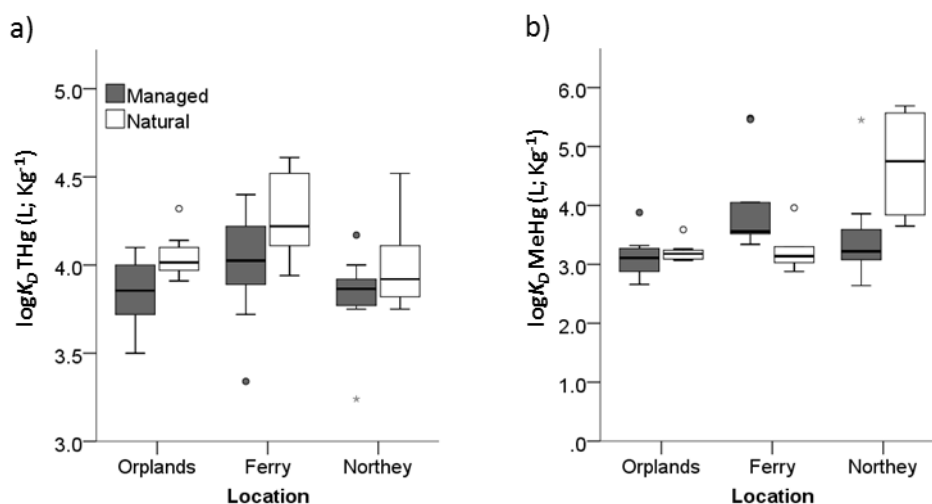 a)
logK_D THg (L; Kg⁻¹)
5.0
4.5
4.0
3.5
3.0
Managed
Natural
Orplands Ferry Northey
Location
b)
logK_D MeHg (L; Kg⁻¹)
6.0
5.0
4.0
3.0
2.0
1.0
.0
Orplands Ferry Northey
Location